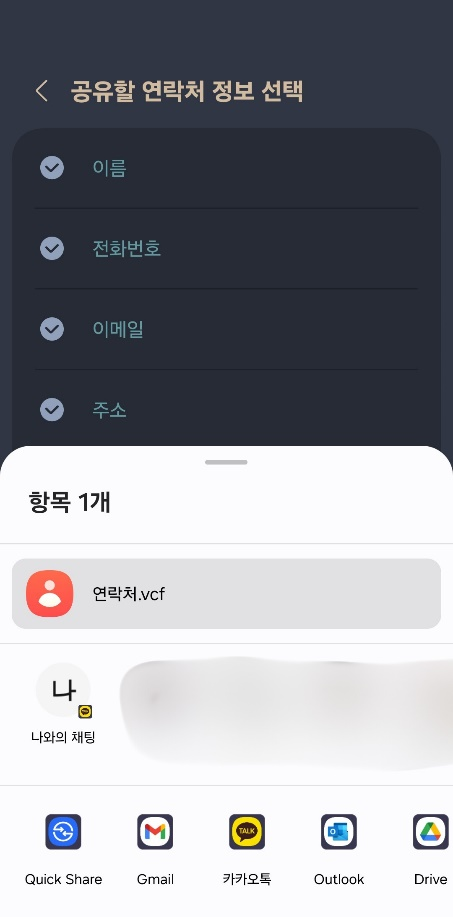 공유할 연락처 정보 선택
이름
전화번호
이메일
주소
항목 1개
연락처.vcf
나
나와의 채팅
TALK
Quick Share
Gmail
카카오톡
Outlook
Drive